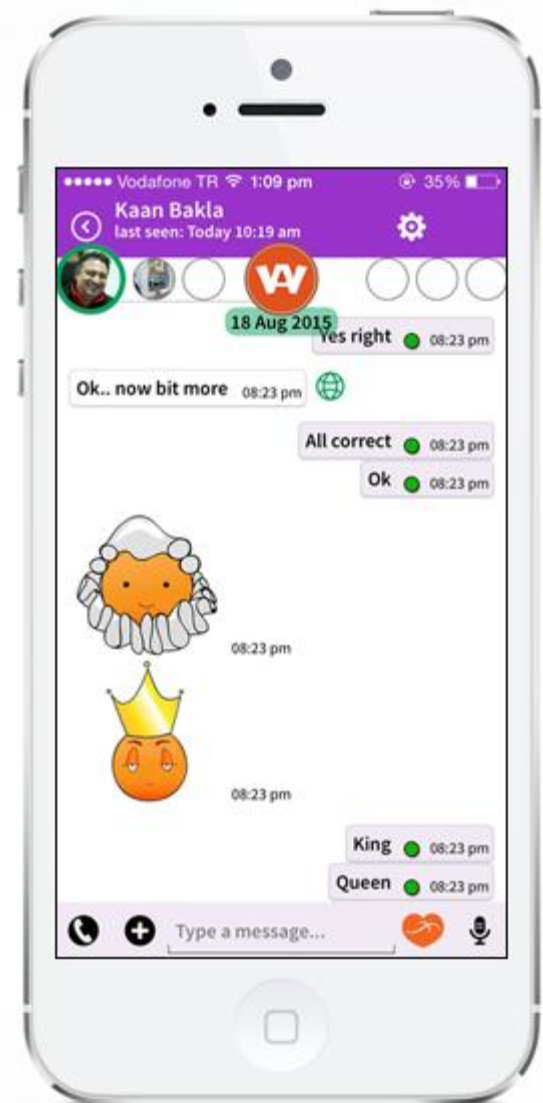 Vodafone TR 1:09 pm 35%
Kaan Bakla
last seen: Today 10:19 am
18 Aug 2015
Yes right 08:23 pm
Ok.. now bit more 08:23 pm
All correct 08:23 pm
Ok 08:23 pm
08:23 pm
08:23 pm
King 08:23 pm
Queen 08:23 pm
Type a message...